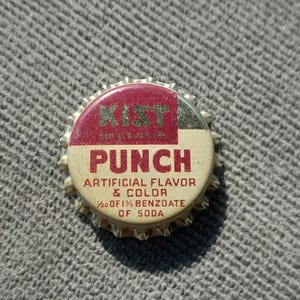 KIST
PUNCH
ARTIFICIAL FLAVOR
& COLOR
1/10 OF 1% BENZOATE
OF SODA